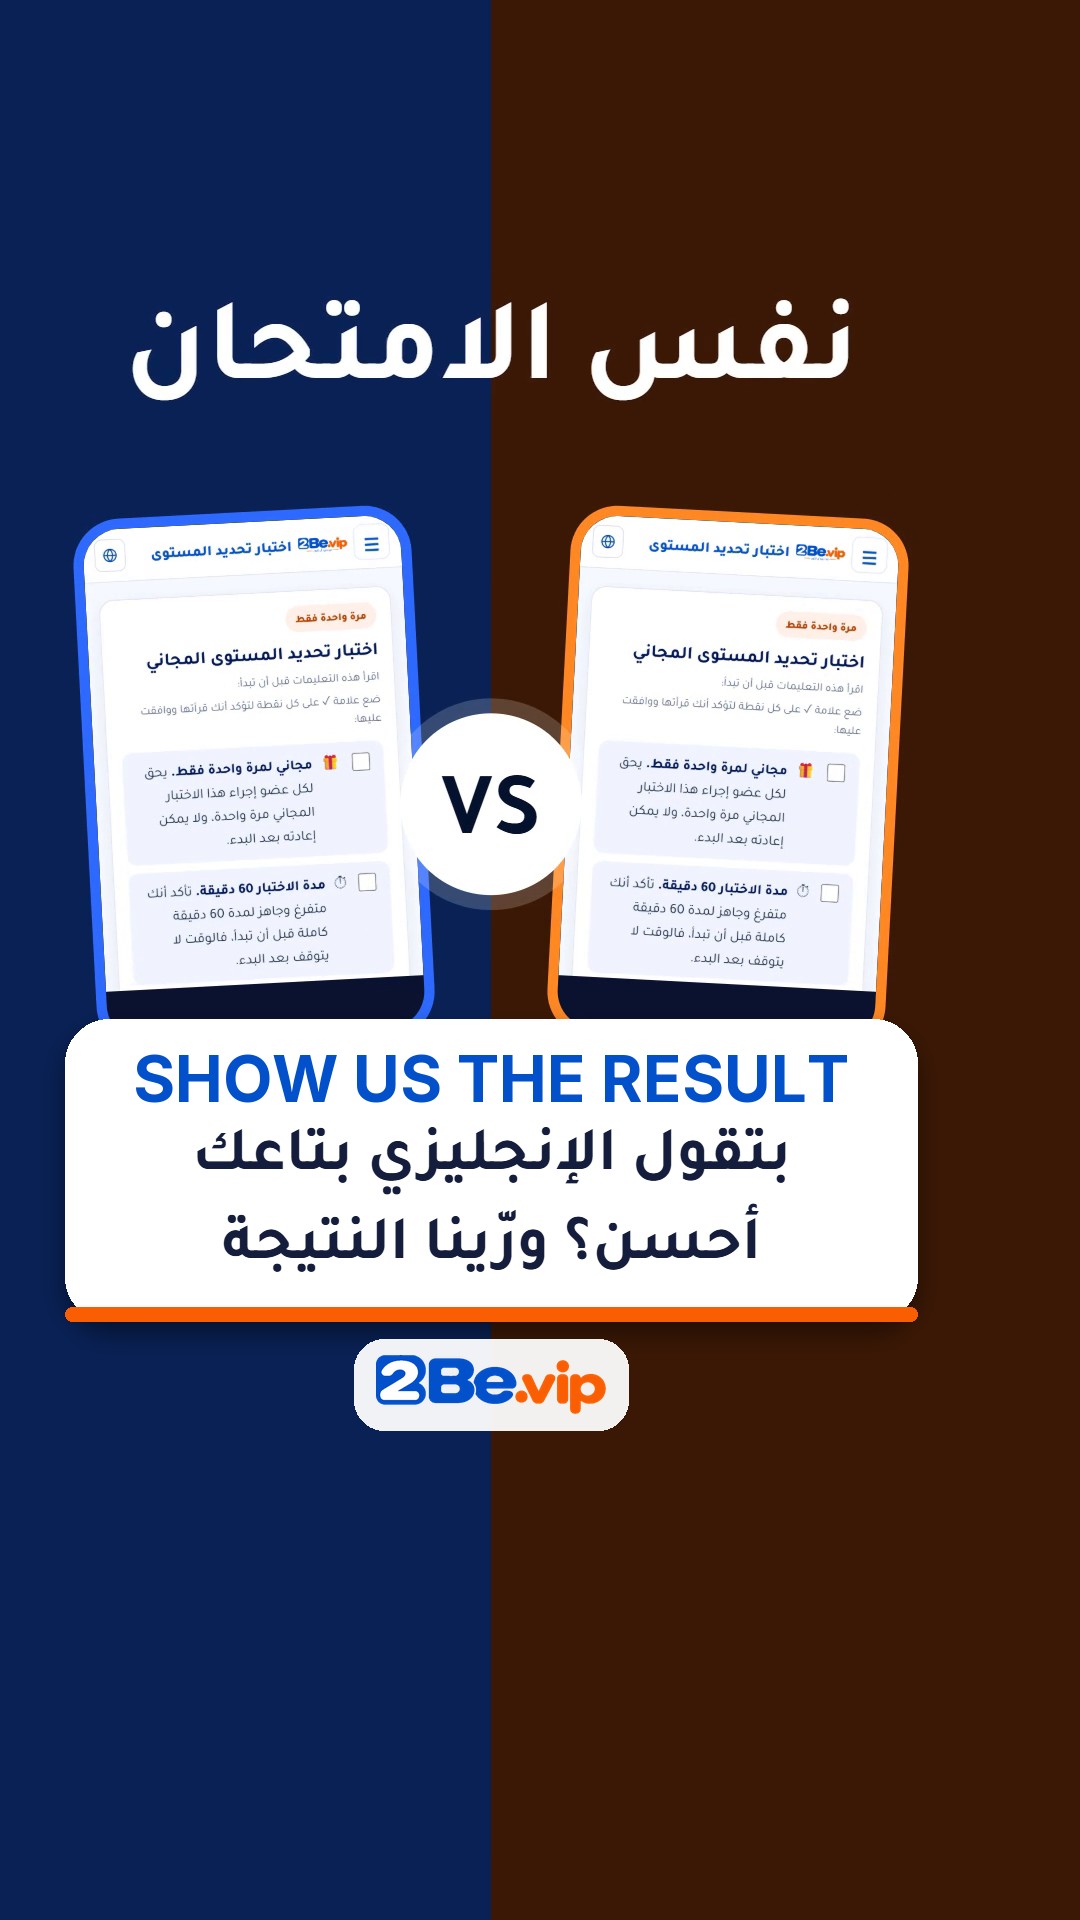 نفس الامتحان
2Be.vip اختبار تحديد المستوى
مرة واحدة فقط
اختبار تحديد المستوى المجاني
اقرأ هذه التعليمات قبل أن تبدأ:
ضع علامة ✓ على كل نقطة لتؤكد أنك قرأتها ووافقت
عليها:
🎁 مجاني لمرة واحدة فقط. يحق
لكل عضو إجراء هذا الاختبار
المجاني مرة واحدة، ولا يمكن
إعادته بعد البدء.
⏱ مدة الاختبار 60 دقيقة. تأكد أنك
متفرغ وجاهز لمدة 60 دقيقة
كاملة قبل أن تبدأ، فالوقت لا
يتوقف بعد البدء.
VS
2Be.vip اختبار تحديد المستوى
مرة واحدة فقط
اختبار تحديد المستوى المجاني
اقرأ هذه التعليمات قبل أن تبدأ:
ضع علامة ✓ على كل نقطة لتؤكد أنك قرأتها ووافقت
عليها:
🎁 مجاني لمرة واحدة فقط. يحق
لكل عضو إجراء هذا الاختبار
المجاني مرة واحدة، ولا يمكن
إعادته بعد البدء.
⏱ مدة الاختبار 60 دقيقة. تأكد أنك
متفرغ وجاهز لمدة 60 دقيقة
كاملة قبل أن تبدأ، فالوقت لا
يتوقف بعد البدء.
SHOW US THE RESULT
بتقول الإنجليزي بتاعك
أحسن؟ ورّينا النتيجة
2Be.vip